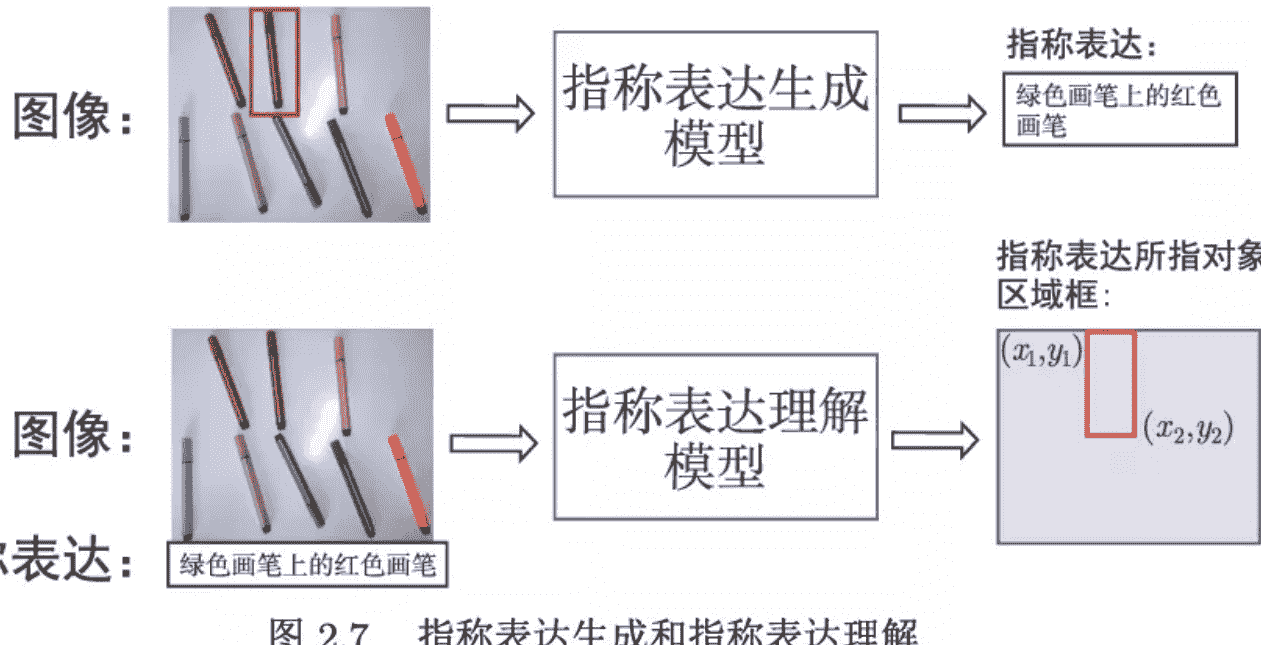 图像：
指称表达生成
模型
指称表达：
绿色画笔上的红色
画笔
指称表达所指对象
区域框：
图像：
指称表达理解
模型
(x₁,y₁)
(x₂,y₂)
称表达：
绿色画笔上的红色画笔
图 2.7 指称表达生成和指称表达理解